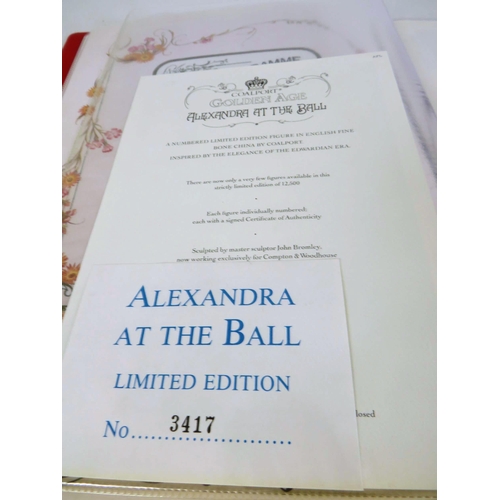 COALPORT
GOLDEN AGE
ALEXANDRA AT THE BALL
A NUMBERED LIMITED EDITION FIGURE IN ENGLISH FINE
BONE CHINA BY COALPORT
INSPIRED BY THE ELEGANCE OF THE EDWARDIAN ERA.
There are now only a very few figures available in this
strictly limited edition of 12,500
•
Each figure individually numbered;
each with a signed Certificate of Authenticity.
•
Sculpted by master sculptor John Bromley,
now working exclusively for Compton & Woodhouse
ALEXANDRA
AT THE BALL
LIMITED EDITION
No. 3417
losed